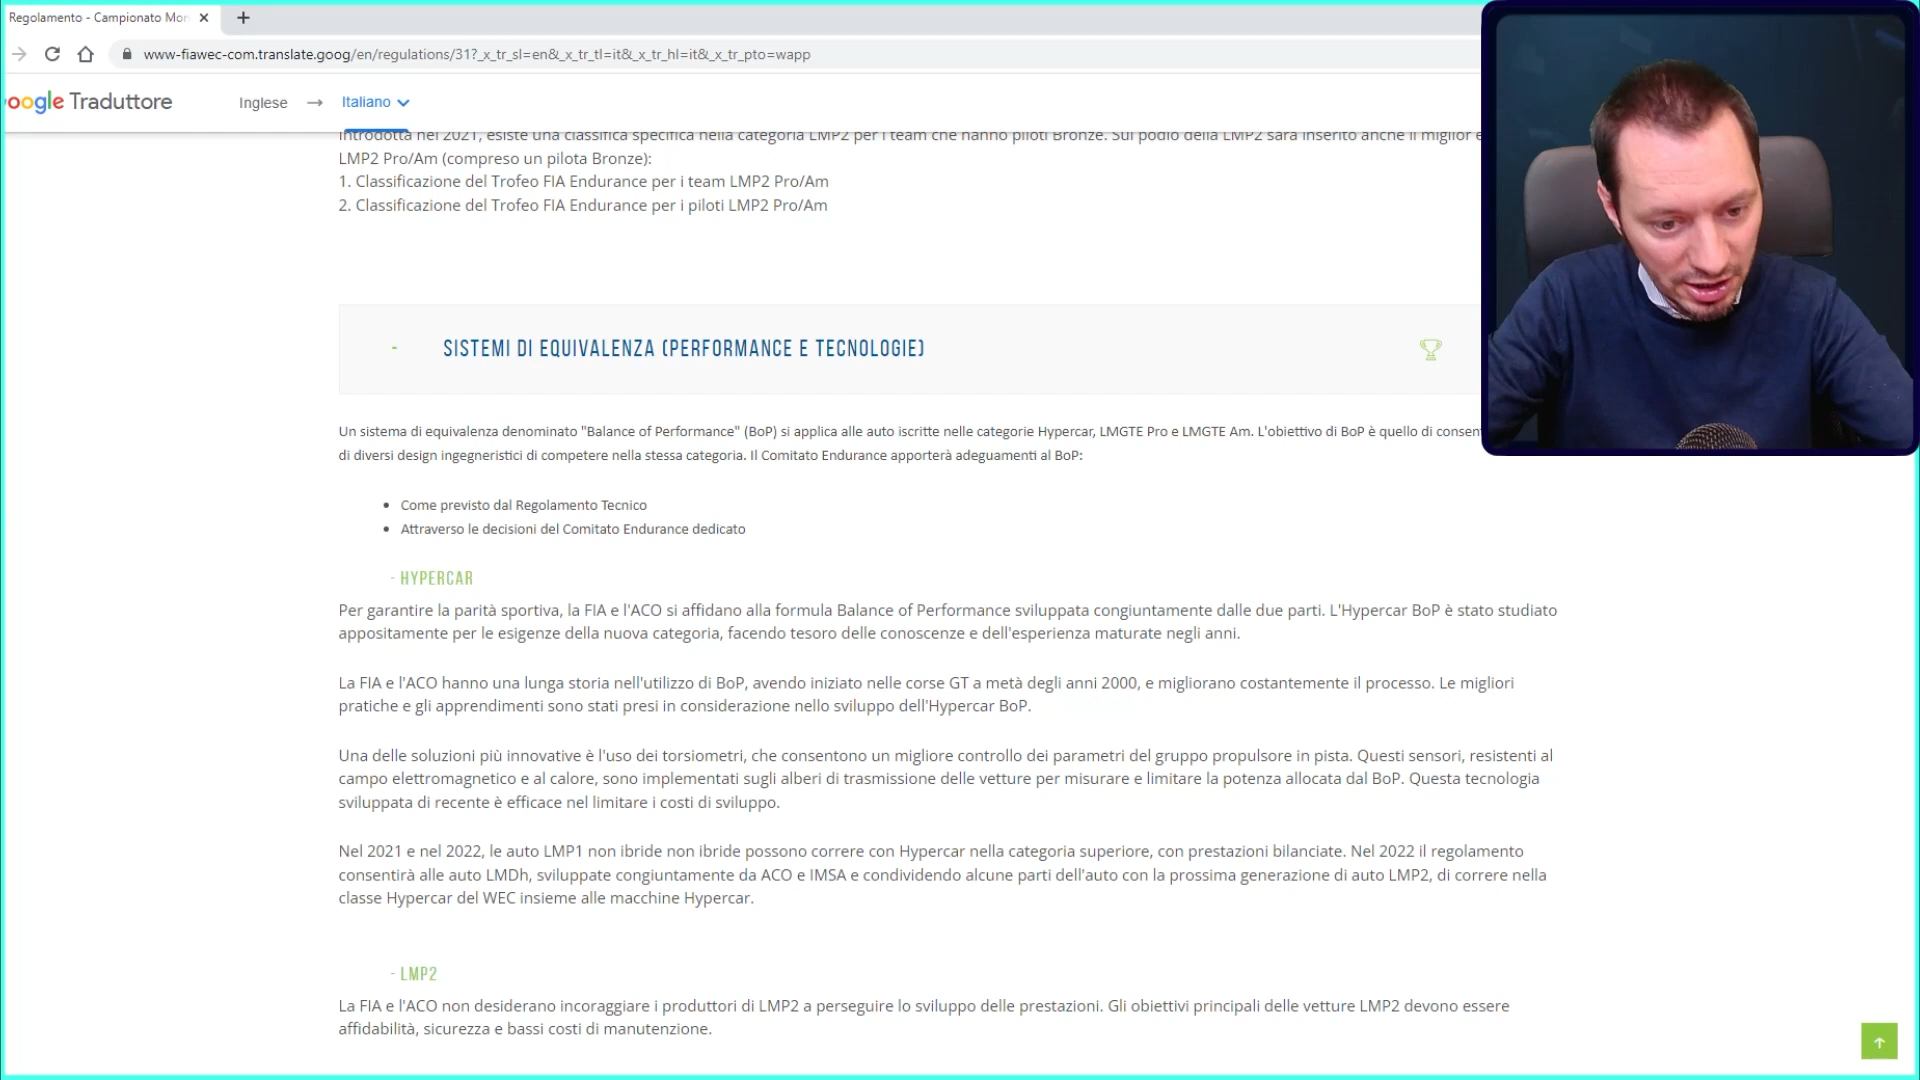 Regolamento - Campionato Mon
www-fiawec-com.translate.goog/en/regulations/31?_x_tr_sl=en&_x_tr_tl=it&_x_tr_hl=it&_x_tr_pto=wapp
oogle Traduttore Inglese → Italiano
Introdotta nel 2021, esiste una classifica specifica nella categoria LMP2 per i team che hanno piloti Bronze. Sul podio della LMP2 sarà inserito anche il miglior
LMP2 Pro/Am (compreso un pilota Bronze):
1. Classificazione del Trofeo FIA Endurance per i team LMP2 Pro/Am
2. Classificazione del Trofeo FIA Endurance per i piloti LMP2 Pro/Am
- SISTEMI DI EQUIVALENZA (PERFORMANCE E TECNOLOGIE)
Un sistema di equivalenza denominato "Balance of Performance" (BoP) si applica alle auto iscritte nelle categorie Hypercar, LMGTE Pro e LMGTE Am. L'obiettivo di BoP è quello di consen
di diversi design ingegneristici di competere nella stessa categoria. Il Comitato Endurance apporterà adeguamenti al BoP:
• Come previsto dal Regolamento Tecnico
• Attraverso le decisioni del Comitato Endurance dedicato
- HYPERCAR
Per garantire la parità sportiva, la FIA e l'ACO si affidano alla formula Balance of Performance sviluppata congiuntamente dalle due parti. L'Hypercar BoP è stato studiato
appositamente per le esigenze della nuova categoria, facendo tesoro delle conoscenze e dell'esperienza maturate negli anni.
La FIA e l'ACO hanno una lunga storia nell'utilizzo di BoP, avendo iniziato nelle corse GT a metà degli anni 2000, e migliorano costantemente il processo. Le migliori
pratiche e gli apprendimenti sono stati presi in considerazione nello sviluppo dell'Hypercar BoP.
Una delle soluzioni più innovative è l'uso dei torsiometri, che consentono un migliore controllo dei parametri del gruppo propulsore in pista. Questi sensori, resistenti al
campo elettromagnetico e al calore, sono implementati sugli alberi di trasmissione delle vetture per misurare e limitare la potenza allocata dal BoP. Questa tecnologia
sviluppata di recente è efficace nel limitare i costi di sviluppo.
Nel 2021 e nel 2022, le auto LMP1 non ibride non ibride possono correre con Hypercar nella categoria superiore, con prestazioni bilanciate. Nel 2022 il regolamento
consentirà alle auto LMDh, sviluppate congiuntamente da ACO e IMSA e condividendo alcune parti dell'auto con la prossima generazione di auto LMP2, di correre nella
classe Hypercar del WEC insieme alle macchine Hypercar.
- LMP2
La FIA e l'ACO non desiderano incoraggiare i produttori di LMP2 a perseguire lo sviluppo delle prestazioni. Gli obiettivi principali delle vetture LMP2 devono essere
affidabilità, sicurezza e bassi costi di manutenzione.